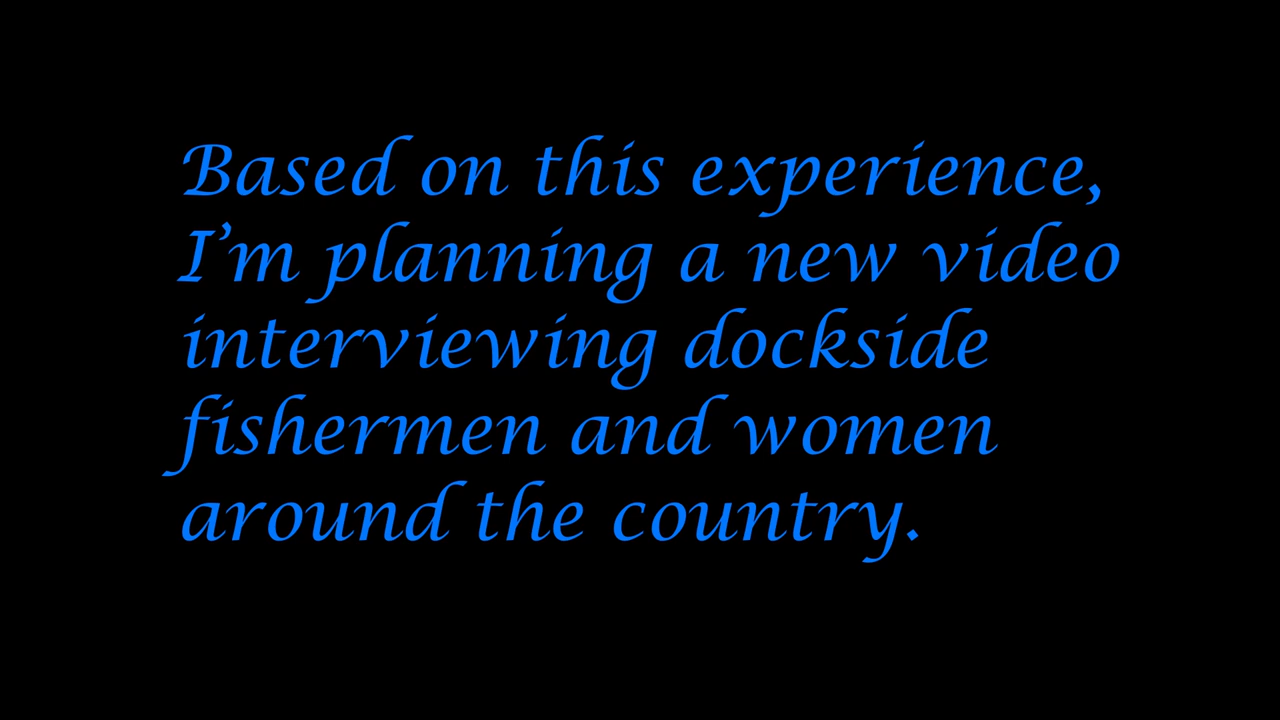 Based on this experience,
I’m planning a new video
interviewing dockside
fishermen and women
around the country.